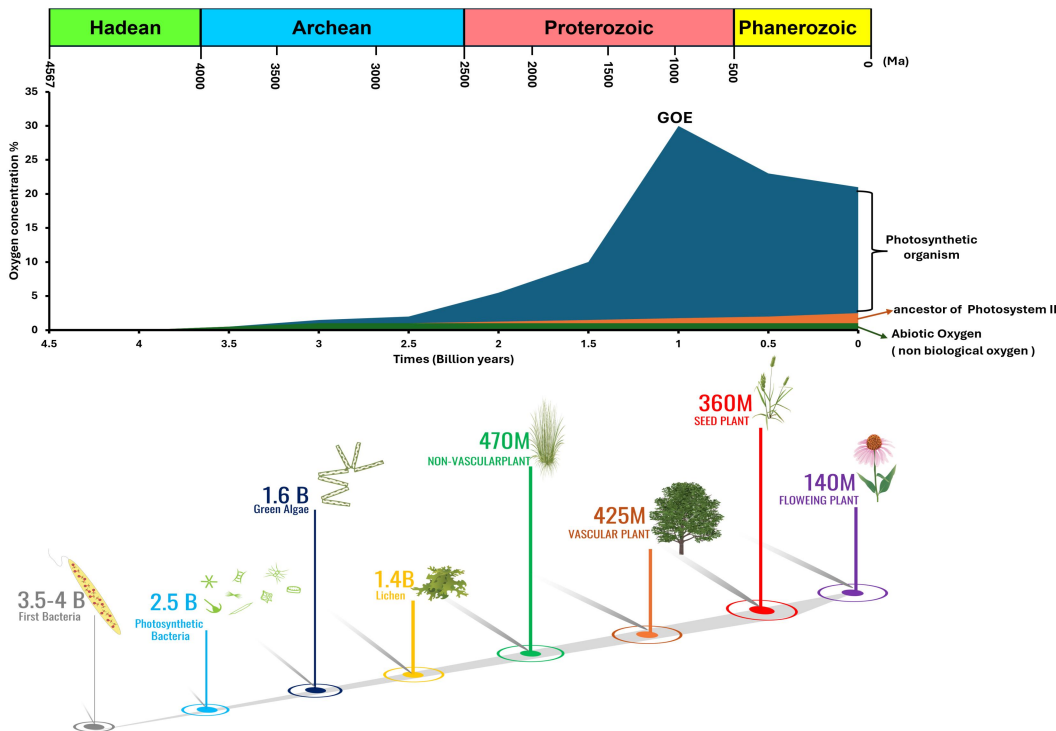 Hadean Archean Proterozoic Phanerozoic
4567 4000 3500 3000 2500 2000 1500 1000 500 0 (Ma)
35
30
25
20
15
10
5
0
Oxygen concentration %
GOE
Photosynthetic
organism
ancestor of Photosystem II
Abiotic Oxygen
( non biological oxygen )
4.5 4 3.5 3 2.5 2 1.5 1 0.5 0
Times (Billion years)
3.5-4 B
First Bacteria
2.5 B
Photosynthetic
Bacteria
1.6 B
Green Algae
1.4B
Lichen
470M
NON-VASCULARPLANT
425M
VASCULAR PLANT
360M
SEED PLANT
140M
FLOWEING PLANT